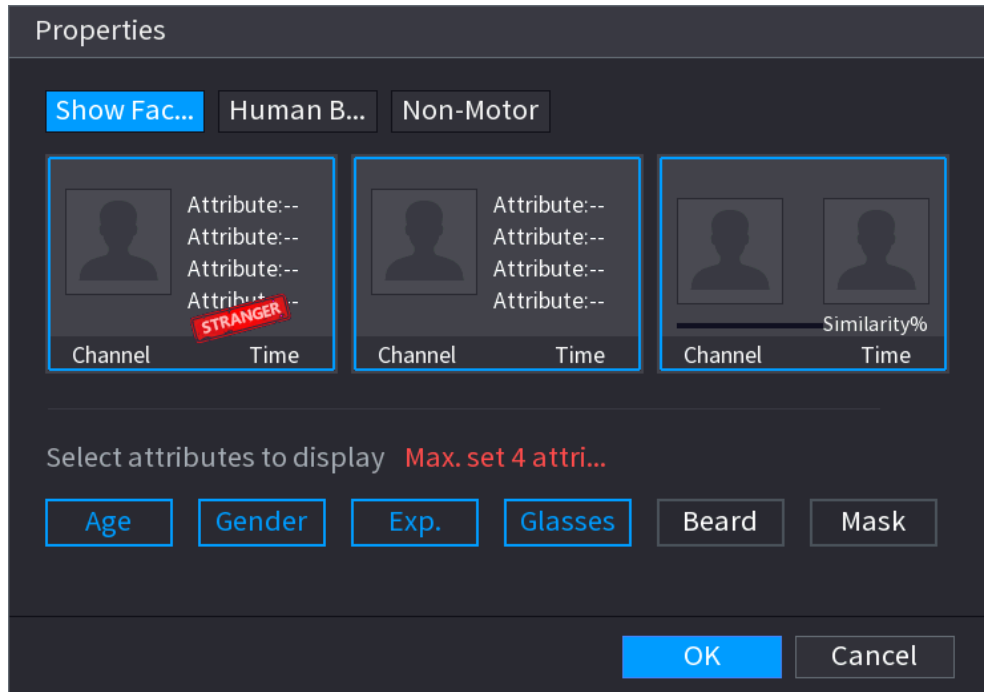 Properties
Show Fac... Human B... Non-Motor
Attribute:-- Attribute:--
Attribute:-- Attribute:--
Attribute:-- Attribute:--
Attribute:-- Attribute:--
STRANGER
Similarity%
Channel Time Channel Time Channel Time
Select attributes to display Max. set 4 attri...
Age Gender Exp. Glasses Beard Mask
OK Cancel